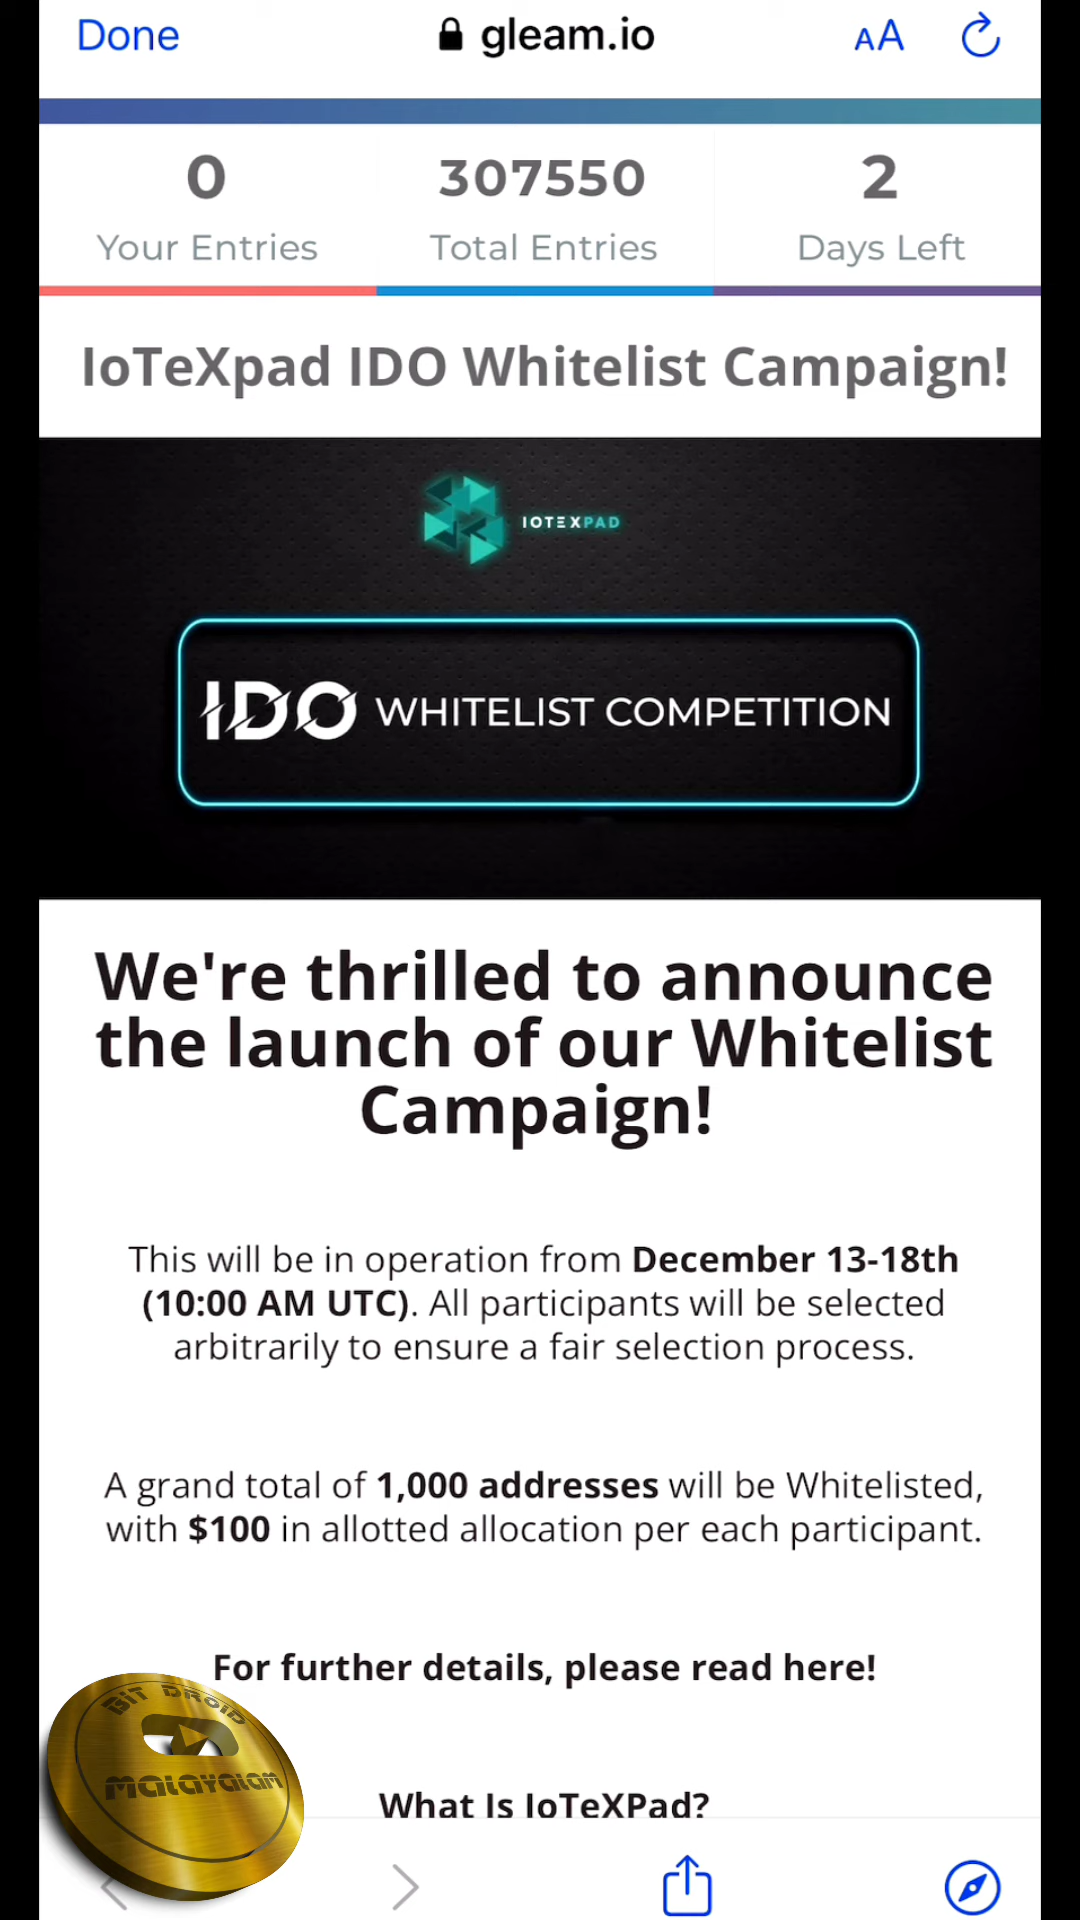 Done
gleam.io
AA
0
307550
2
Your Entries
Total Entries
Days Left
IoTeXpad IDO Whitelist Campaign!
IOTEXPAD
IDO WHITELIST COMPETITION
We're thrilled to announce
the launch of our Whitelist
Campaign!
This will be in operation from December 13-18th
(10:00 AM UTC). All participants will be selected
arbitrarily to ensure a fair selection process.
A grand total of 1,000 addresses will be Whitelisted,
with $100 in allotted allocation per each participant.
For further details, please read here!
BIT DROID
MALAYALAM
What Is IoTeXPad?